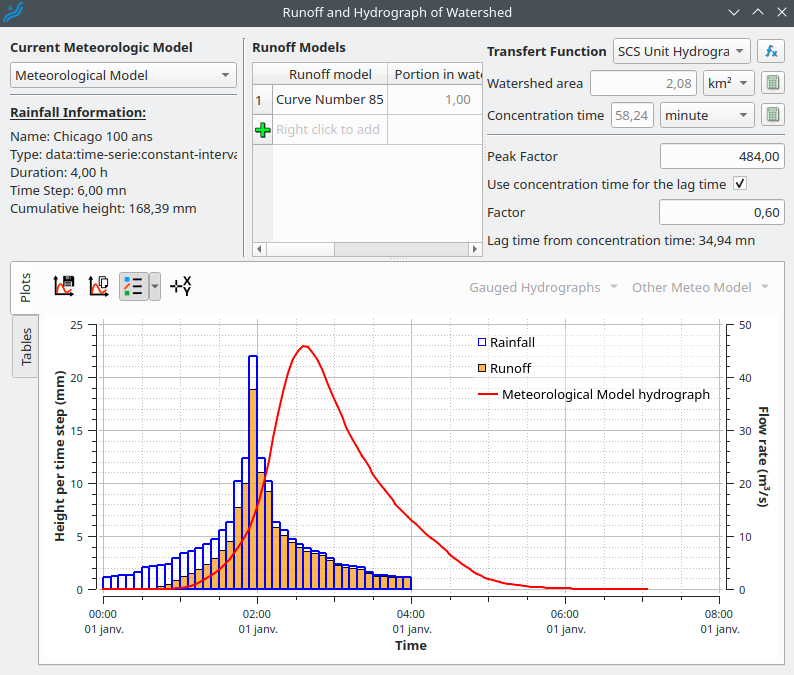 Runoff and Hydrograph of Watershed
Current Meteorologic Model
Meteorological Model
Rainfall Information:
Name: Chicago 100 ans
Type: data:time-serie:constant-interva
Duration: 4,00 h
Time Step: 6,00 mn
Cumulative height: 168,39 mm
Runoff Models
Runoff model Portion in wate
1 Curve Number 85 1,00
Right click to add
Transfert Function SCS Unit Hydrogra fx
Watershed area 2,08 km²
Concentration time 58,24 minute
Peak Factor 484,00
Use concentration time for the lag time
Factor 0,60
Lag time from concentration time: 34,94 mn
Plots
Tables
XY
Gauged Hydrographs Other Meteo Model
Height per time step (mm)
25
20
15
10
5
0
Rainfall
Runoff
Meteorological Model hydrograph
50
40
30
20
10
0
Flow rate (m³/s)
00:00 02:00 04:00 06:00 08:00
01 janv. 01 janv. 01 janv. 01 janv. 01 janv.
Time